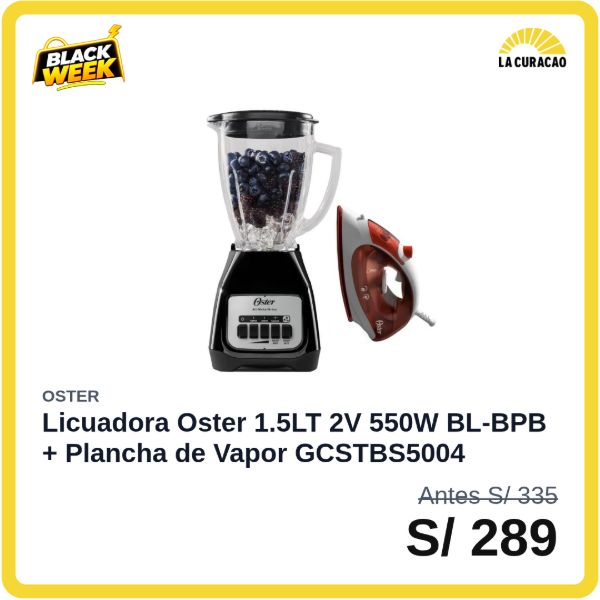 BLACK
WEEK
LA CURACAO
Oster
Oster
OSTER
Licuadora Oster 1.5LT 2V 550W BL-BPB
+ Plancha de Vapor GCSTBS5004
Antes S/ 335
S/ 289